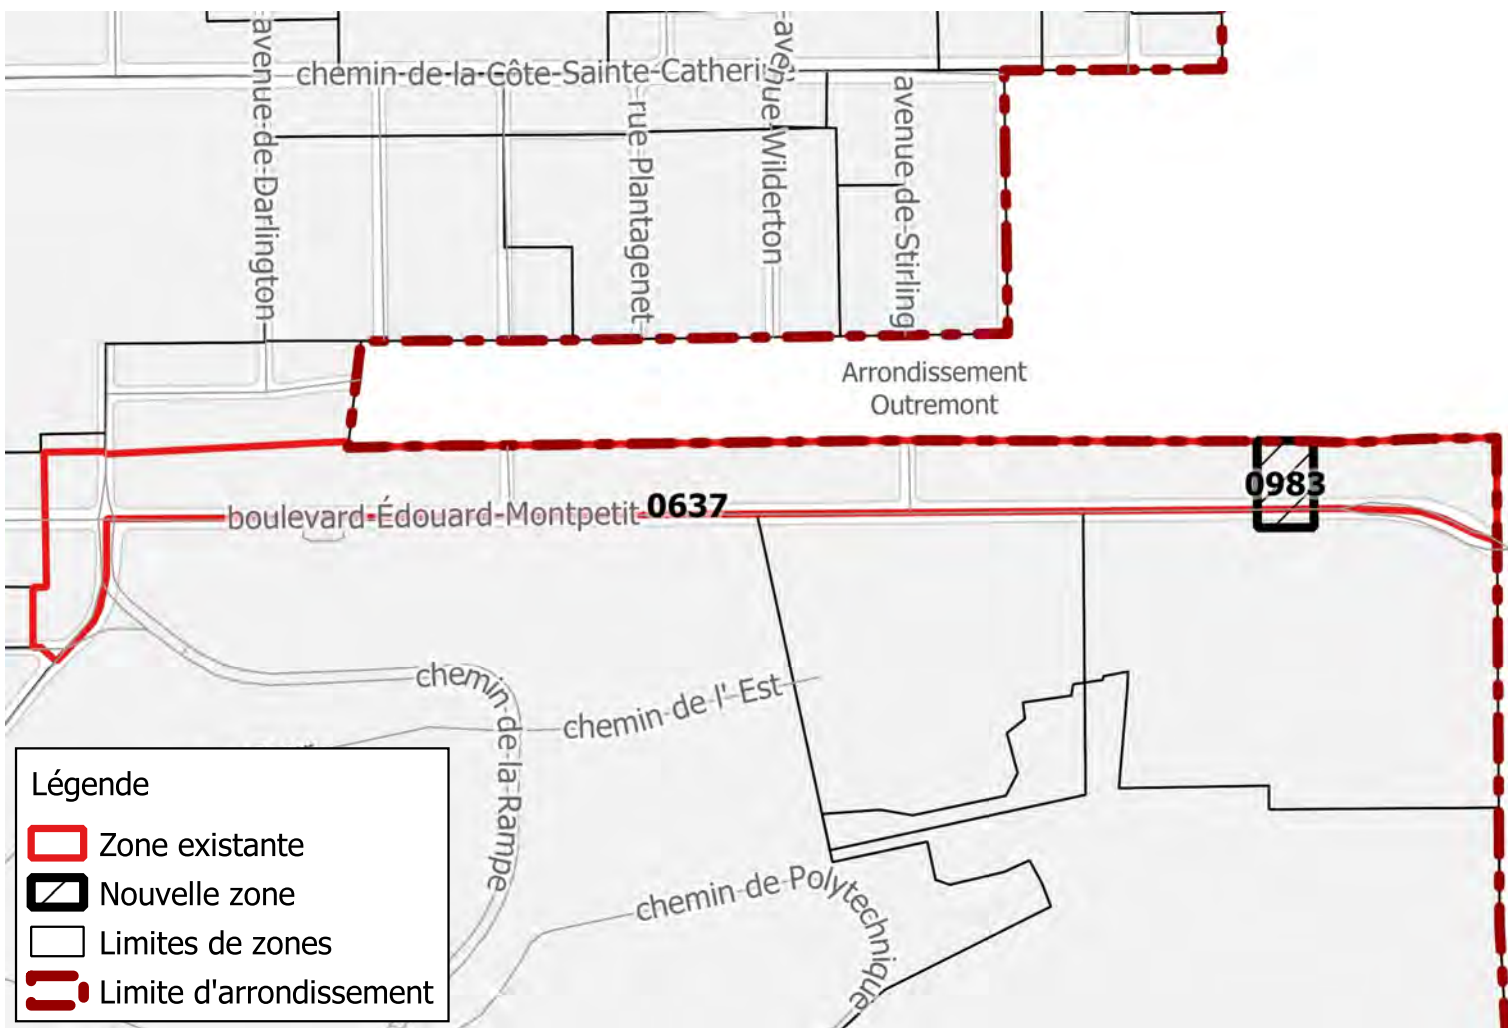 chemin-de-la-Côte-Sainte-Catherine
avenue-de-Darlington
rue-Plantagenet
avenue-Wilderton
avenue-de-Stirling
Arrondissement
Outremont
0983
boulevard-Édouard-Montpetit
0637
chemin-de-la-Rampe
chemin-de-l'-Est
chemin-de-Polytechnique
Légende
Zone existante
Nouvelle zone
Limites de zones
Limite d'arrondissement